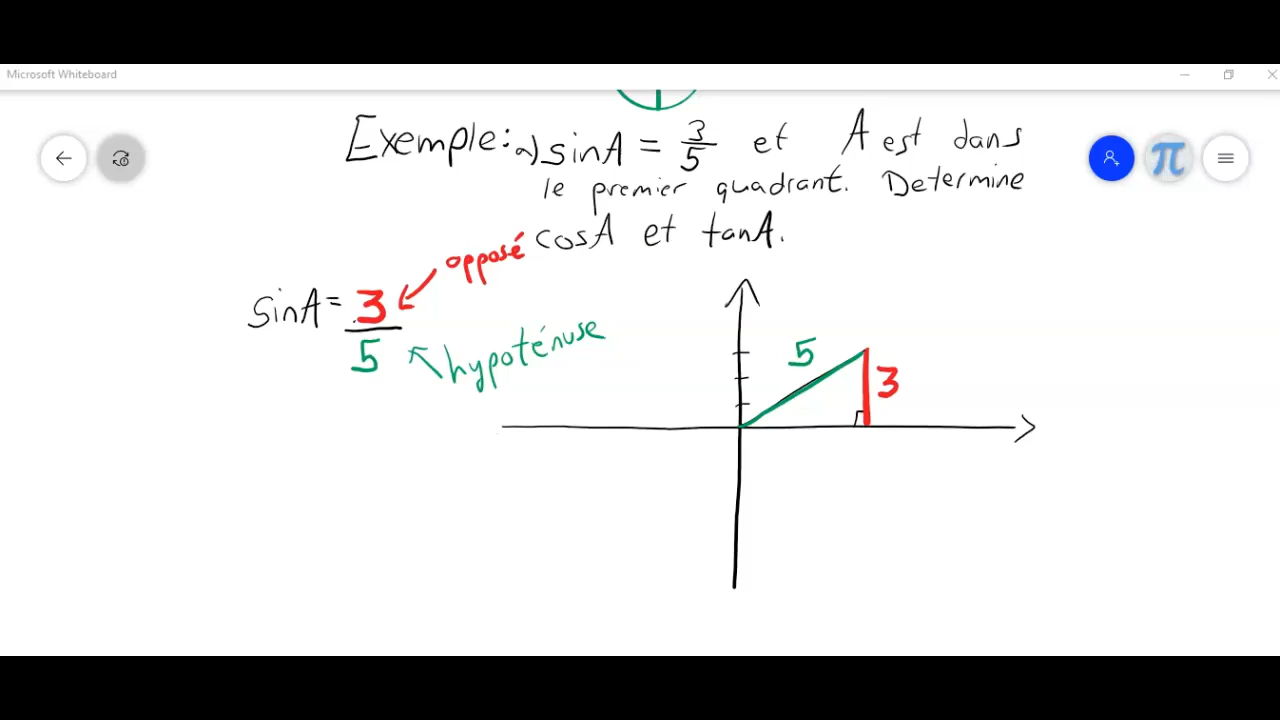 Microsoft Whiteboard
Exemple: a) sinA = 3/5 et A est dans
le premier quadrant. Determine
cosA et tanA.
opposé
sinA = 3/5
hypoténuse
5
3
π